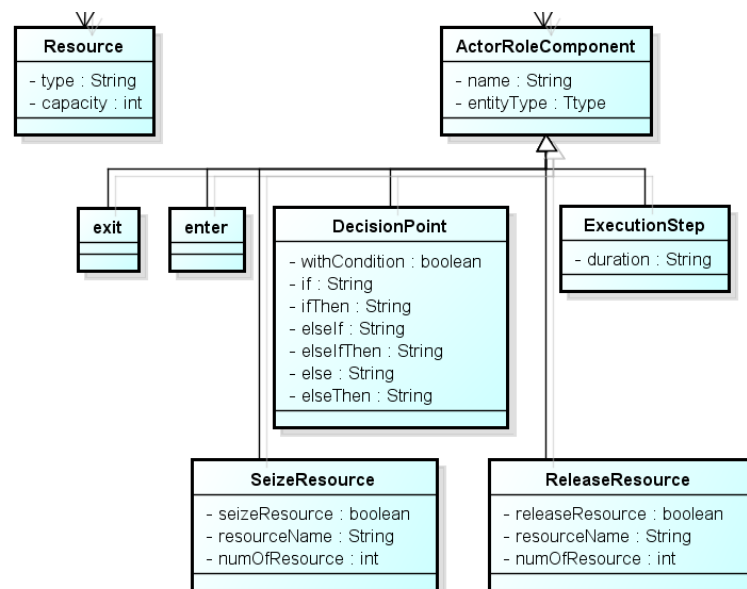 Resource
- type : String
- capacity : int
ActorRoleComponent
- name : String
- entityType : Ttype
exit
enter
DecisionPoint
- withCondition : boolean
- if : String
- ifThen : String
- elseIf : String
- elseIfThen : String
- else : String
- elseThen : String
ExecutionStep
- duration : String
SeizeResource
- seizeResource : boolean
- resourceName : String
- numOfResource : int
ReleaseResource
- releaseResource : boolean
- resourceName : String
- numOfResource : int